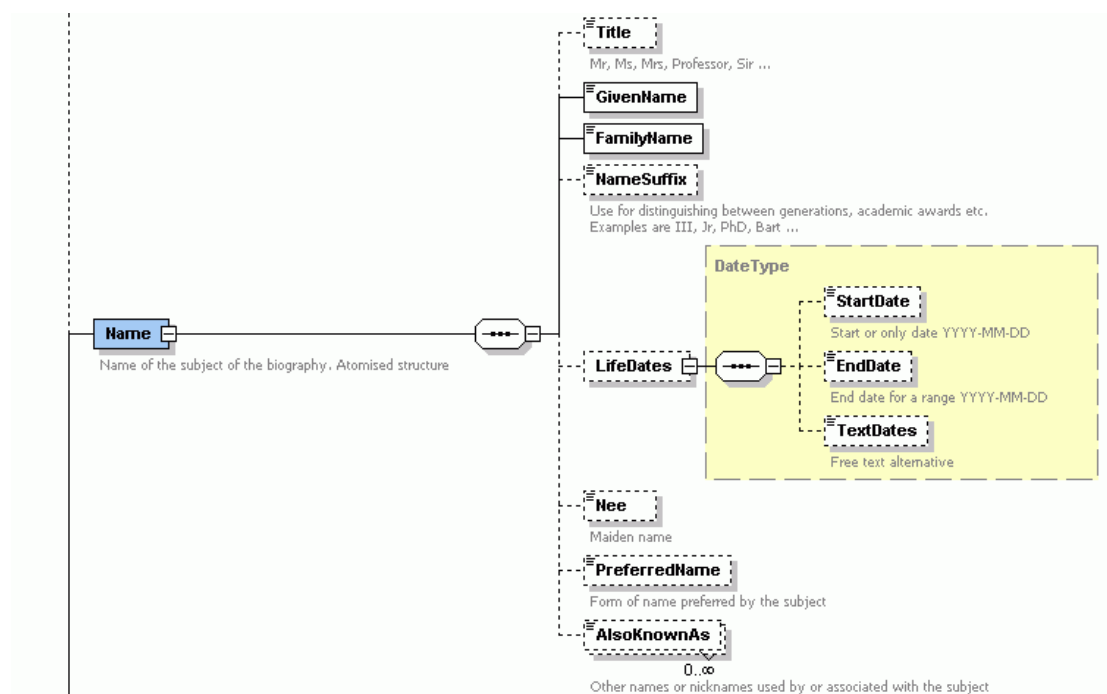 Title
Mr, Ms, Mrs, Professor, Sir ...
GivenName
FamilyName
NameSuffix
Use for distinguishing between generations, academic awards etc.
Examples are III, Jr, PhD, Bart ...
DateType
StartDate
Start or only date YYYY-MM-DD
Name
Name of the subject of the biography. Atomised structure
LifeDates
EndDate
End date for a range YYYY-MM-DD
TextDates
Free text alternative
Nee
Maiden name
PreferredName
Form of name preferred by the subject
AlsoKnownAs
0..∞
Other names or nicknames used by or associated with the subject